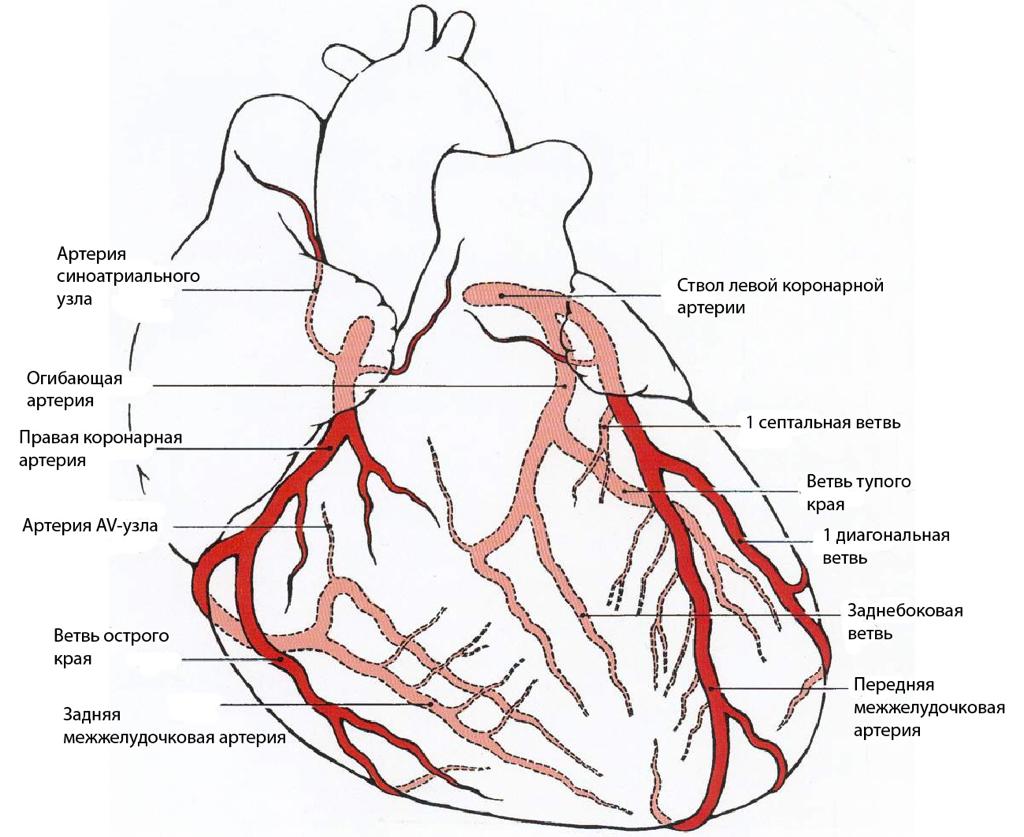 Артерия
синоатриального
узла
Огибающая
артерия
Правая коронарная
артерия
Артерия AV-узла
Ветвь острого
края
Задняя
межжелудочковая артерия
Ствол левой коронарной
артерии
1 септальная ветвь
Ветвь тупого
края
1 диагональная
ветвь
Заднебоковая
ветвь
Передняя
межжелудочковая
артерия